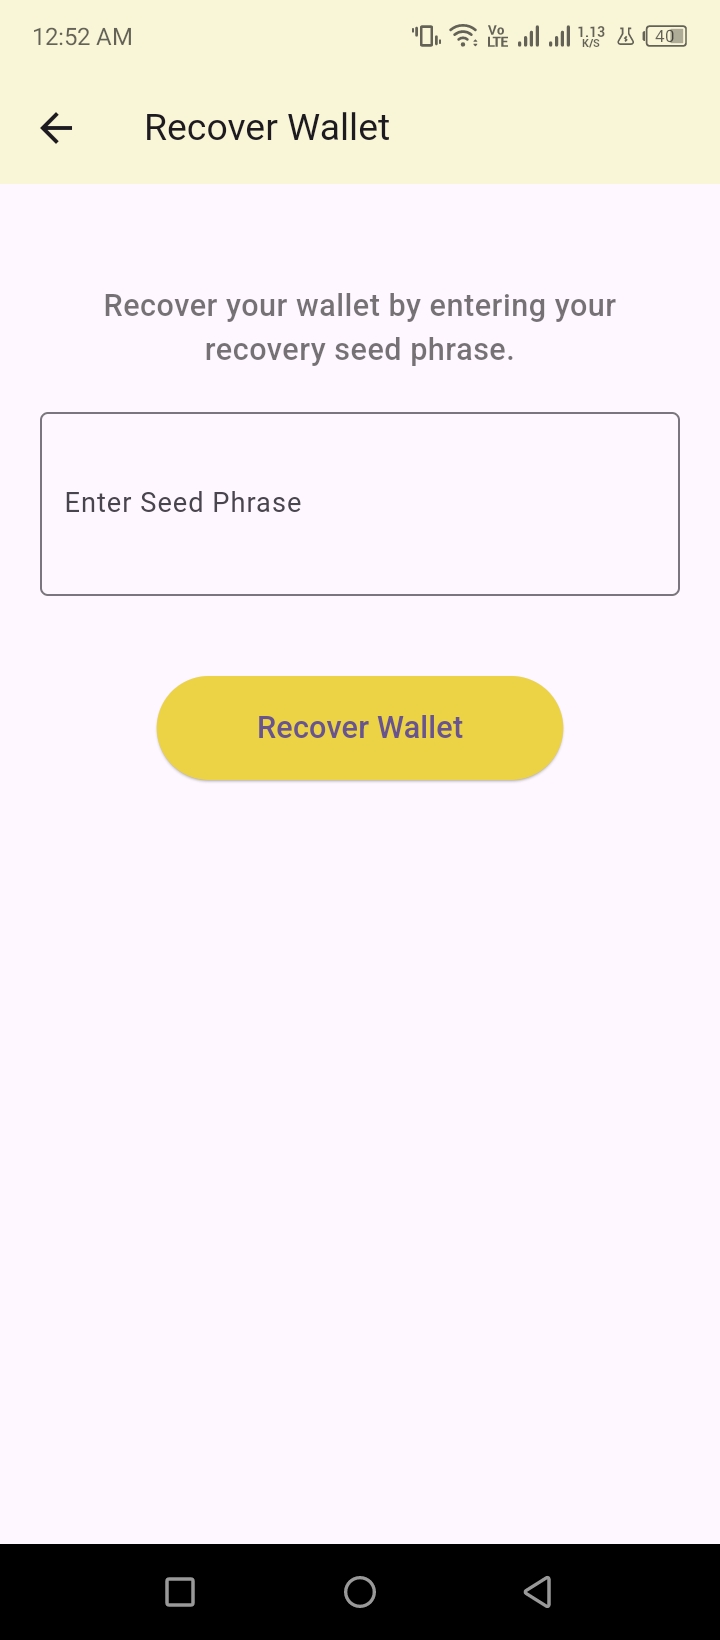 12:52 AM Vo LTE 1.13 K/S 40
Recover Wallet
Recover your wallet by entering your
recovery seed phrase.
Enter Seed Phrase
Recover Wallet